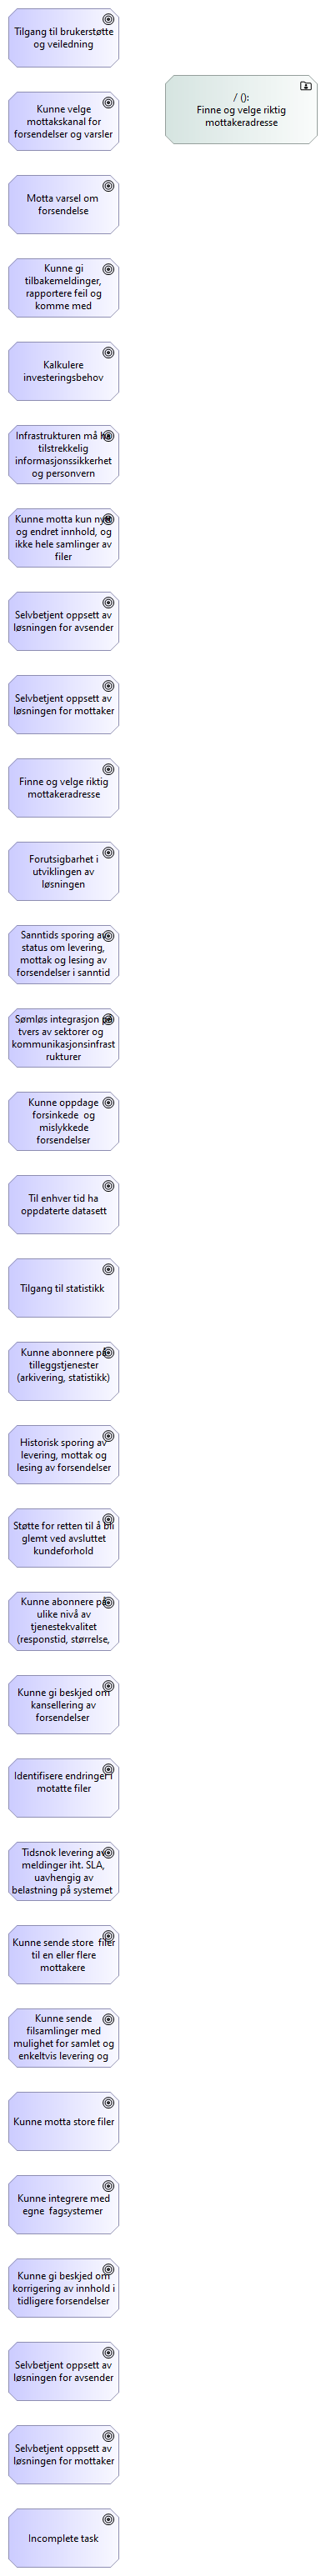 Tilgang til brukerstøtte
og veiledning
Kunne velge
mottakskanal for
forsendelser og varsler
/ ():
Finne og velge riktig
mottakeradresse
Motta varsel om
forsendelse
Kunne gi
tilbakemeldinger,
rapportere feil og
komme med
Kalkulere
investeringsbehov
Infrastrukturen må ha
tilstrekkelig
informasjonssikkerhet
og personvern
Kunne motta kun nytt
og endret innhold, og
ikke hele samlinger av
filer
Selvbetjent oppsett av
løsningen for avsender
Selvbetjent oppsett av
løsningen for mottaker
Finne og velge riktig
mottakeradresse
Forutsigbarhet i
utviklingen av
løsningen
Sanntids sporing av
status om levering,
mottak og lesing av
forsendelser i sanntid
Sømløs integrasjon på
tvers av sektorer og
kommunikasjonsinfrast
rukturer
Kunne oppdage
forsinkede  og
mislykkede
forsendelser
Til enhver tid ha
oppdaterte datasett
Tilgang til statistikk
Kunne abonnere på
tilleggstjenester
(arkivering, statistikk)
Historisk sporing av
levering, mottak og
lesing av forsendelser
Støtte for retten til å bli
glemt ved avsluttet
kundeforhold
Kunne abonnere på
ulike nivå av
tjenestekvalitet
(responstid, størrelse,
Kunne gi beskjed om
kansellering av
forsendelser
Identifisere endringer i
motatte filer
Tidsnok levering av
meldinger iht. SLA,
uavhengig av
belastning på systemet
Kunne sende store  filer
til en eller flere
mottakere
Kunne sende
filsamlinger med
mulighet for samlet og
enkeltvis levering og
Kunne motta store filer
Kunne integrere med
egne  fagsystemer
Kunne gi beskjed om
korrigering av innhold i
tidligere forsendelser
Selvbetjent oppsett av
løsningen for avsender
Selvbetjent oppsett av
løsningen for mottaker
Incomplete task